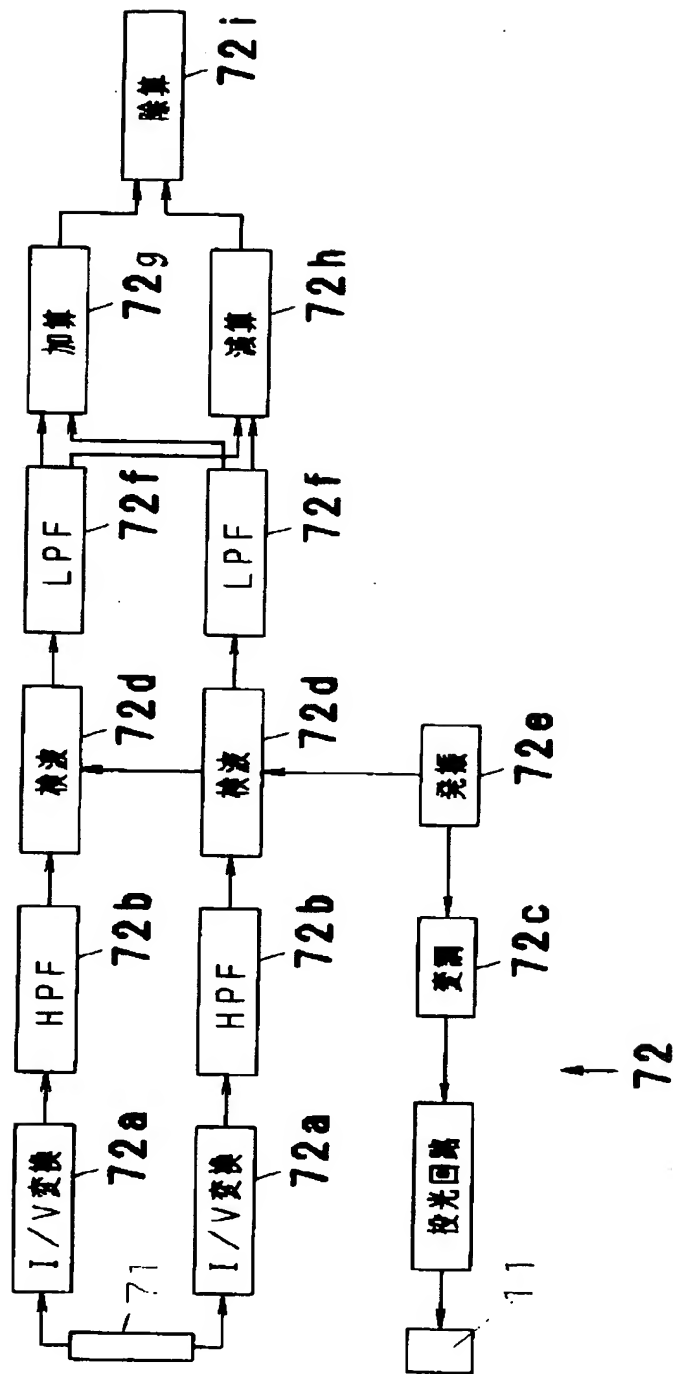 71
I/V変換
72a
HPF
72b
検波
72d
LPF
72f
加算
72g
I/V変換
72a
HPF
72b
検波
72d
LPF
72f
減算
72h
除算
72i
11
投光回路
変調
72c
発振
72e
72